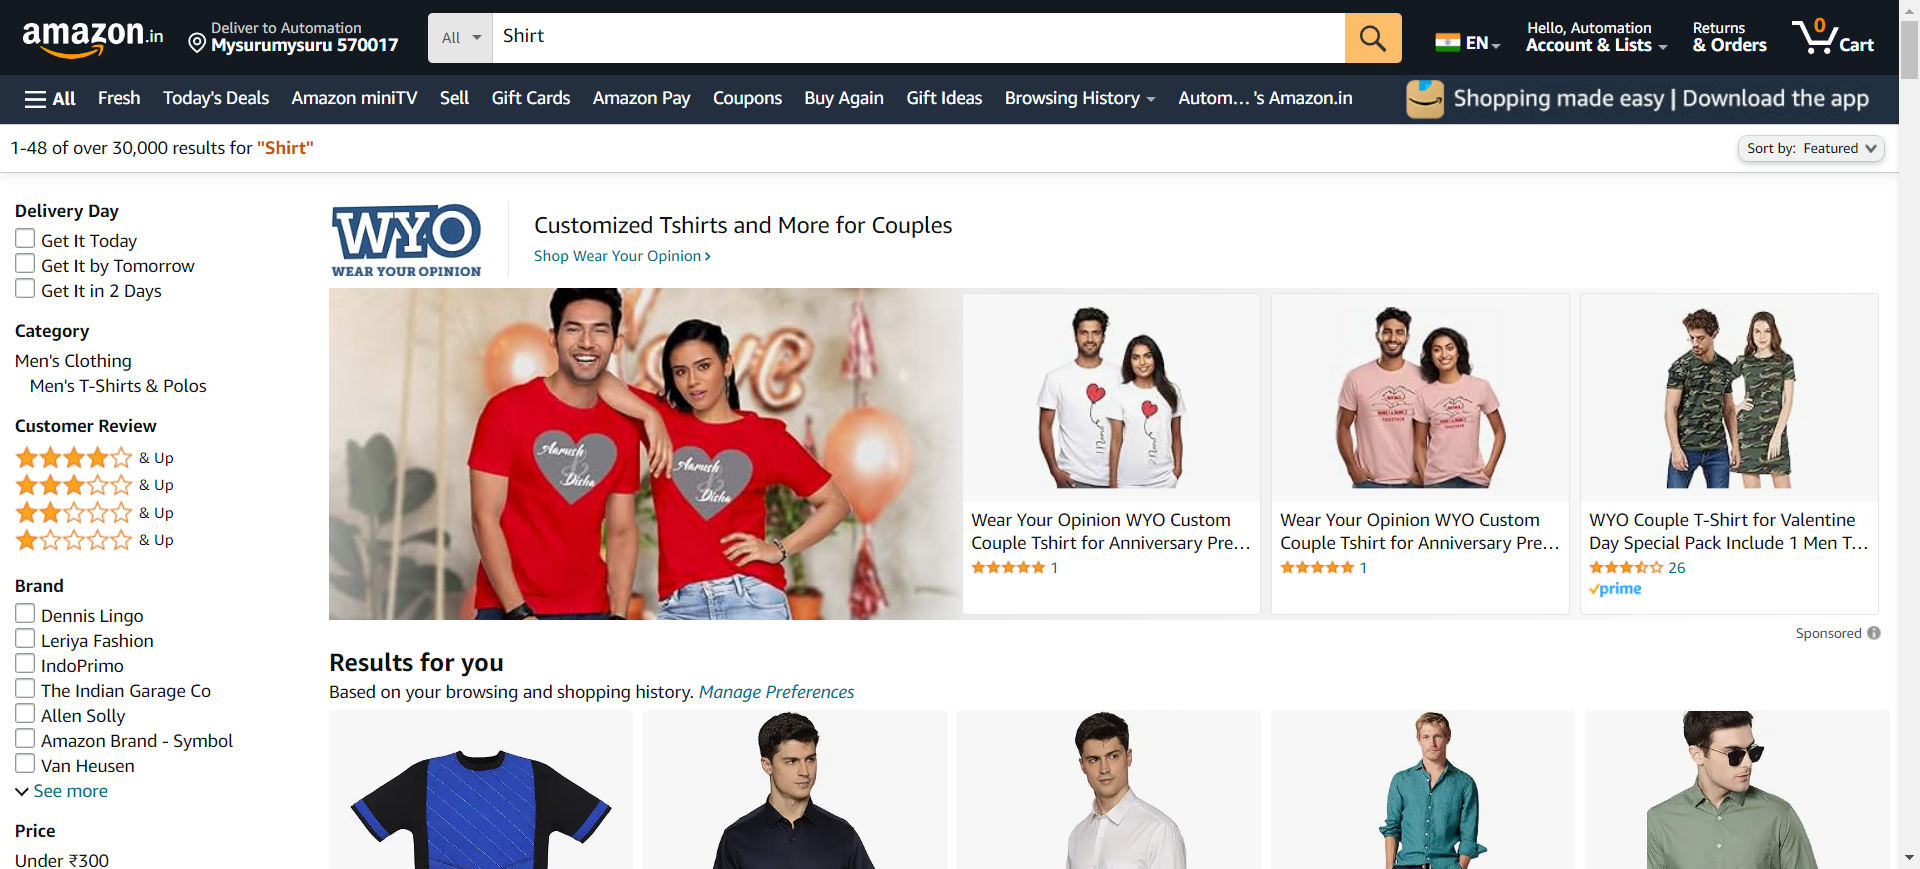 amazon.in
Deliver to Automation
Mysurumysuru 570017
All
Shirt
EN
Hello, Automation
Account & Lists
Returns
& Orders
0
Cart
All
Fresh
Today's Deals
Amazon miniTV
Sell
Gift Cards
Amazon Pay
Coupons
Buy Again
Gift Ideas
Browsing History
Autom... 's Amazon.in
Shopping made easy | Download the app
1-48 of over 30,000 results for "Shirt"
Sort by: Featured
Delivery Day
Get It Today
Get It by Tomorrow
Get It in 2 Days
Category
Men's Clothing
Men's T-Shirts & Polos
Customer Review
& Up
& Up
& Up
& Up
Brand
Dennis Lingo
Leriya Fashion
IndoPrimo
The Indian Garage Co
Allen Solly
Amazon Brand - Symbol
Van Heusen
See more
Price
Under ₹300
WYO
WEAR YOUR OPINION
Customized Tshirts and More for Couples
Shop Wear Your Opinion ›
love
Aarush
&
Disha
Aarush
&
Disha
Wear Your Opinion WYO Custom
Couple Tshirt for Anniversary Pre...
1
Wear Your Opinion WYO Custom
Couple Tshirt for Anniversary Pre...
1
WYO Couple T-Shirt for Valentine
Day Special Pack Include 1 Men T...
26
prime
Sponsored
Results for you
Based on your browsing and shopping history. Manage Preferences